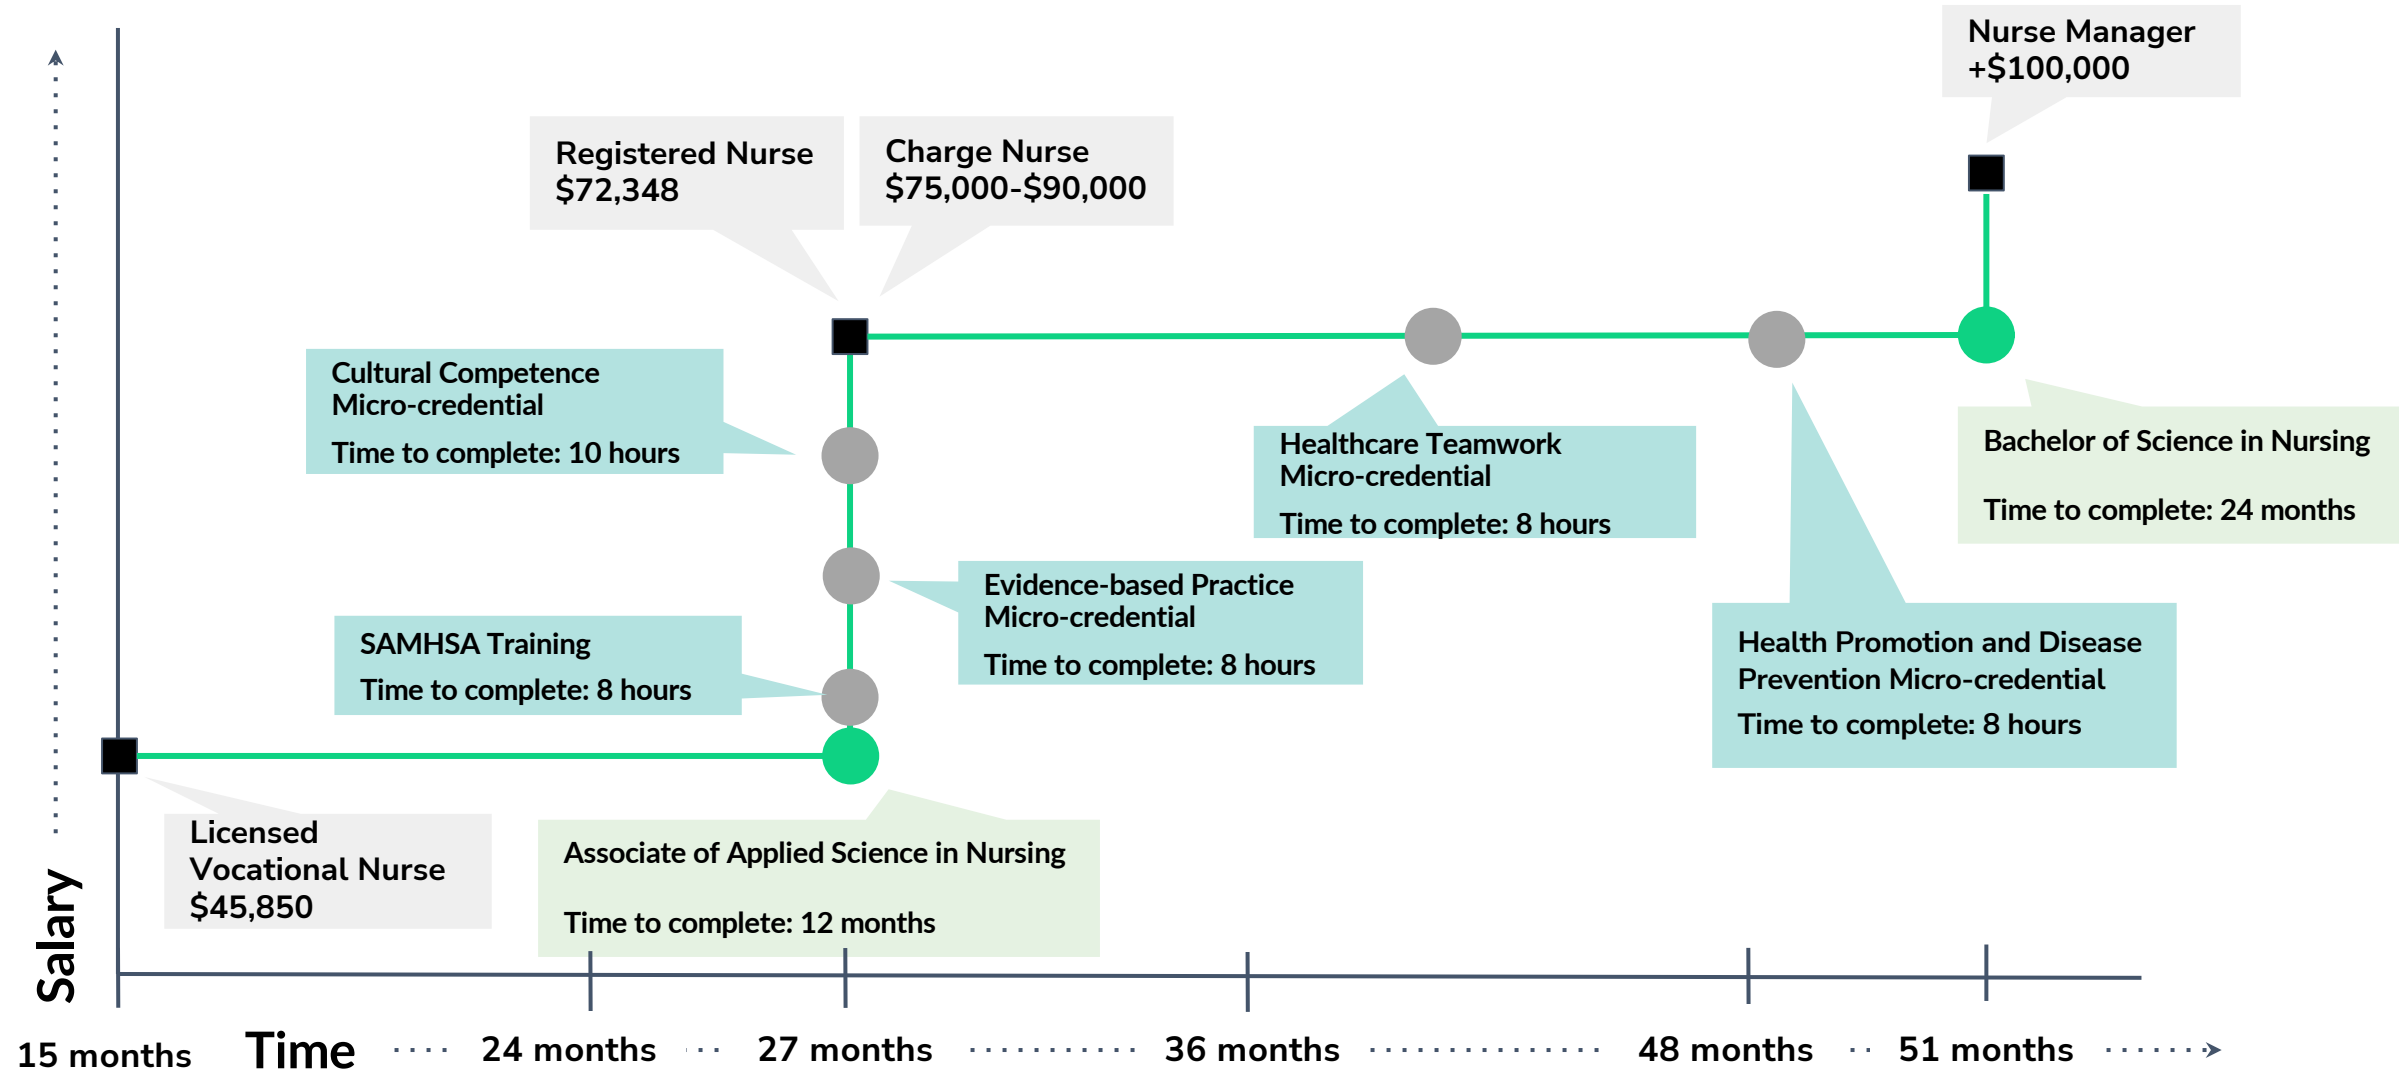 Nurse Manager
+$100,000
Registered Nurse
$72,348
Charge Nurse
$75,000-$90,000
Cultural Competence
Micro-credential
Time to complete: 10 hours
Healthcare Teamwork
Micro-credential
Time to complete: 8 hours
Bachelor of Science in Nursing
Time to complete: 24 months
Evidence-based Practice
Micro-credential
Time to complete: 8 hours
SAMHSA Training
Time to complete: 8 hours
Health Promotion and Disease
Prevention Micro-credential
Time to complete: 8 hours
Licensed
Vocational Nurse
$45,850
Associate of Applied Science in Nursing
Time to complete: 12 months
Salary
15 months
Time
24 months
27 months
36 months
48 months
51 months